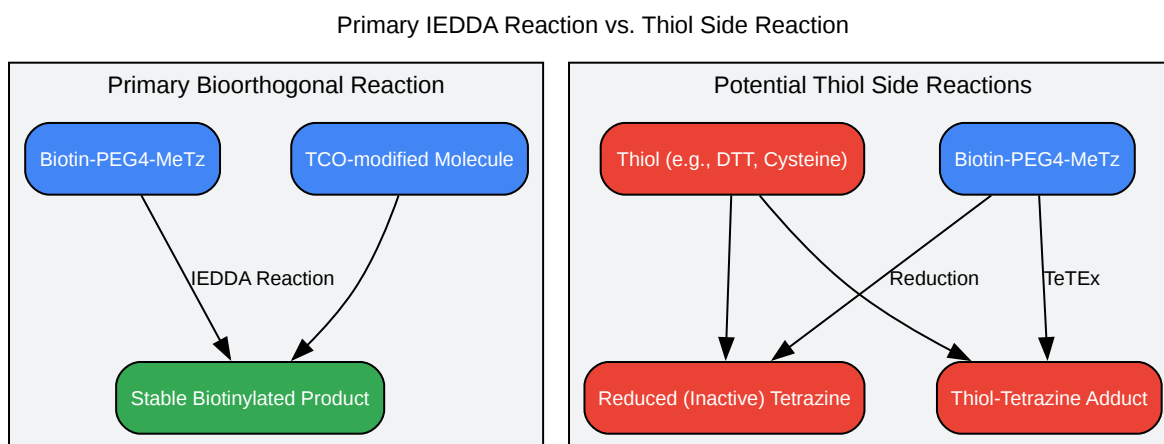 Primary IEDDA Reaction vs. Thiol Side Reaction
Primary Bioorthogonal Reaction
Biotin-PEG4-MeTz
TCO-modified Molecule
IEDDA Reaction
Stable Biotinylated Product
Potential Thiol Side Reactions
Thiol (e.g., DTT, Cysteine)
Biotin-PEG4-MeTz
Reduction
TeTEx
Reduced (Inactive) Tetrazine
Thiol-Tetrazine Adduct